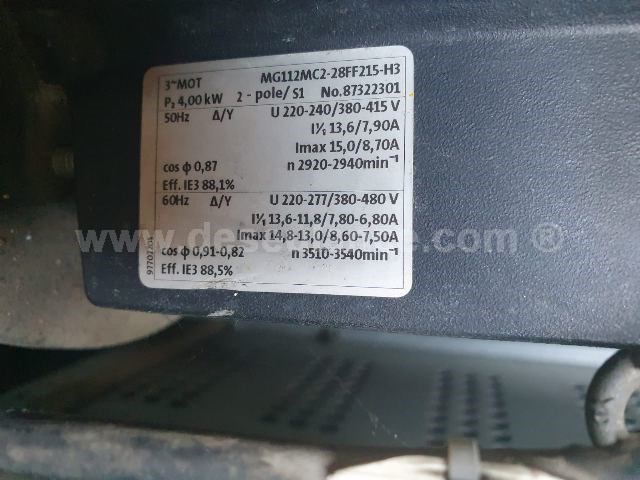 3~MOT MG112MC2-28FF215-H3
P₂ 4,00 kW 2 - pole/S1 No.87322301
50Hz Δ/Y U 220-240/380-415 V
I₁/₁ 13,6/7,90A
Imax 15,0/8,70A
cos φ 0,87 n 2920-2940min⁻¹
Eff. IE3 88,1%
60Hz Δ/Y U 220-277/380-480 V
I₁/₁ 13,6-11,8/7,80-6,80A
Imax 14,8-13,0/8,60-7,50A
cos φ 0,91-0,82 n 3510-3540min⁻¹
Eff. IE3 88,5%